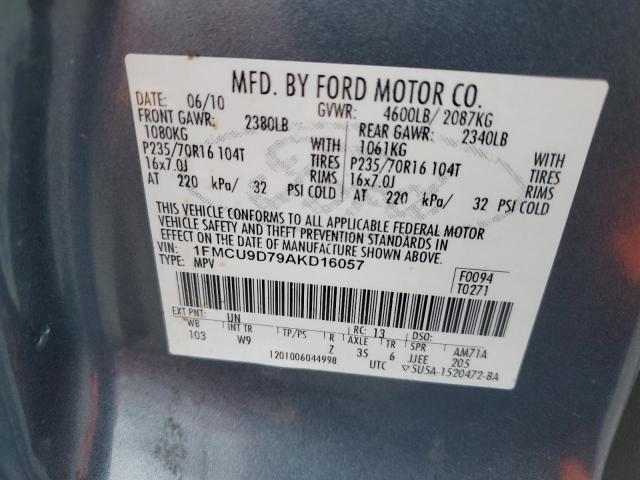 MFD. BY FORD MOTOR CO.
DATE: 06/10 GVWR: 4600LB/ 2087KG
FRONT GAWR: 2380LB REAR GAWR: 2340LB
1080KG WITH 1061KG WITH
P235/70R16 104T TIRES P235/70R16 104T TIRES
16x7.0J RIMS 16x7.0J RIMS
AT 220 kPa/ 32 PSI COLD AT 220 kPa/ 32 PSI COLD
THIS VEHICLE CONFORMS TO ALL APPLICABLE FEDERAL MOTOR
VEHICLE SAFETY AND THEFT PREVENTION STANDARDS IN
EFFECT ON THE DATE OF MANUFACTURE SHOWN ABOVE.
VIN: 1FMCU9D79AKD16057
TYPE: MPV
F0094
T0271
EXT PNT: UN RC: 13 DSO:
WB INT TR TP/PS R AXLE TR SPR AM71A
103 W9 Z 35 6 JJEE 205
1201006044998 UTC 5U5A-1520472-BA